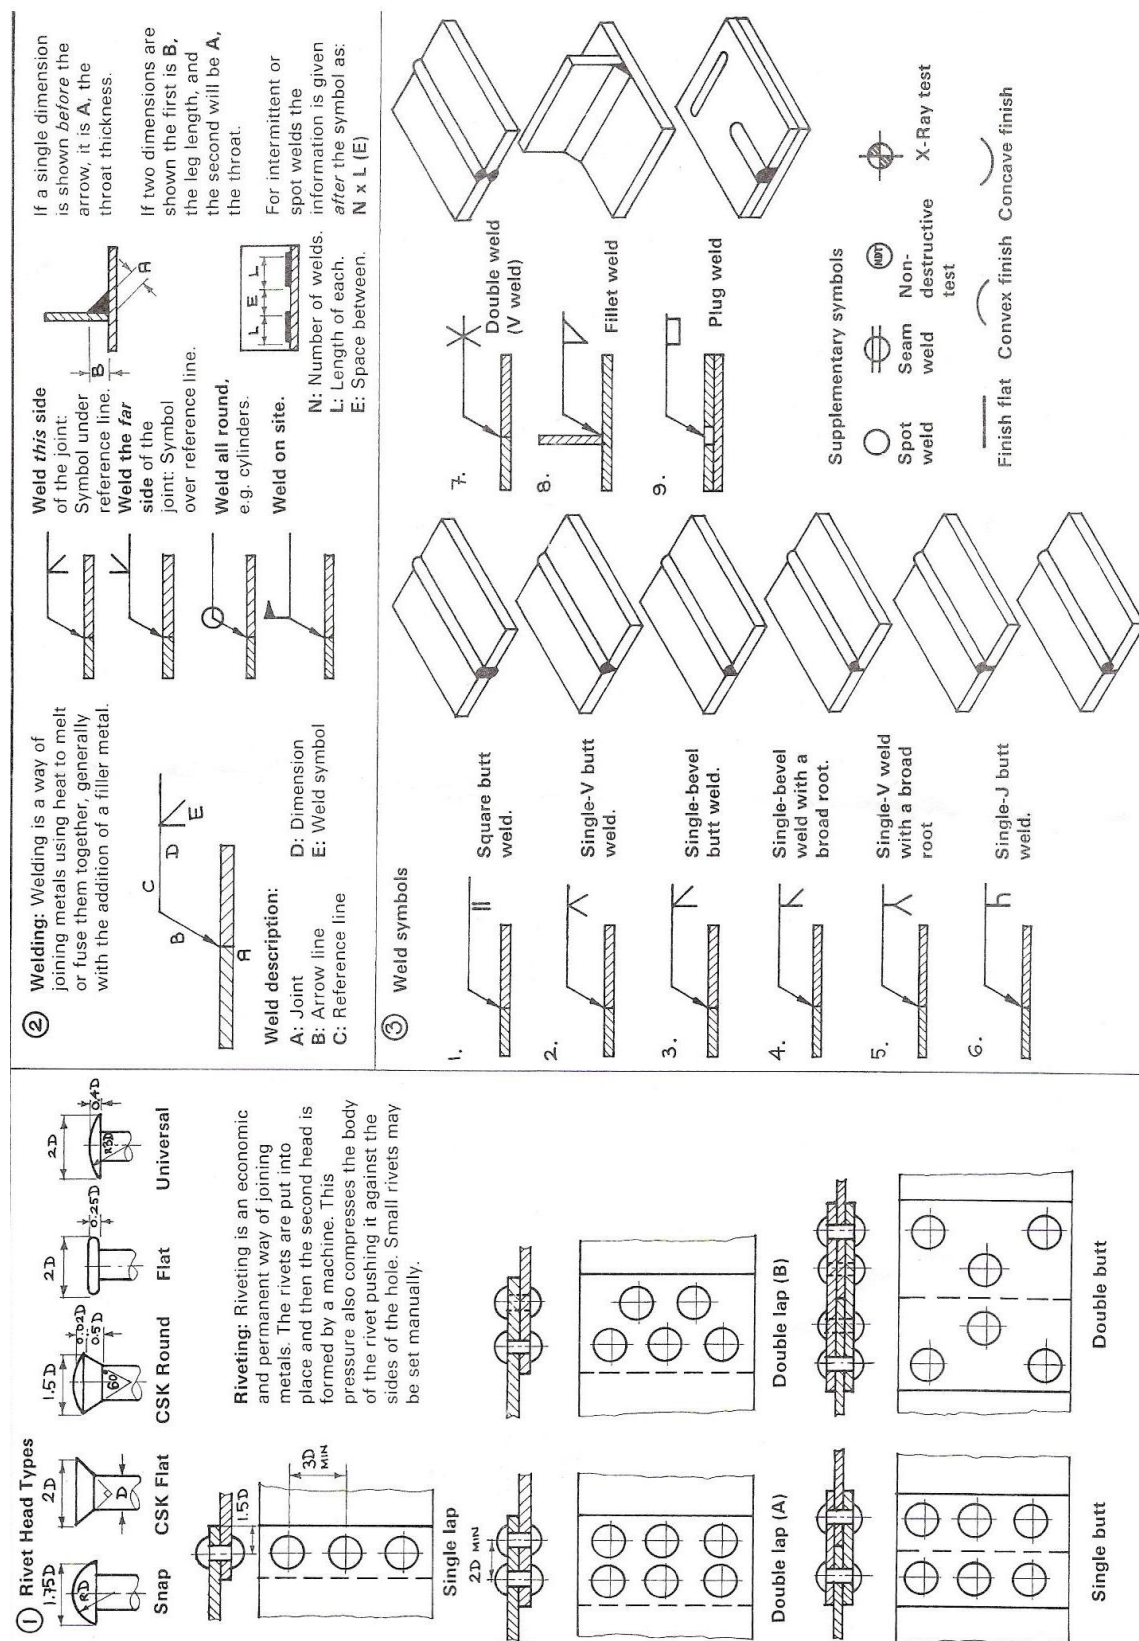 ① Rivet Head Types
1.75D
RD
Snap
2D
D
CSK Flat
1.5D
0.02D
0.5D
60°
CSK Round
2D
0.25D
Flat
2D
0.4D
R3D
Universal
Riveting: Riveting is an economic
and permanent way of joining
metals. The rivets are put into
place and then the second head is
formed by a machine. This
pressure also compresses the body
of the rivet pushing it against the
sides of the hole. Small rivets may
be set manually.
1.5D
3D
MIN
Single lap
2D MIN
Double lap (A)
Double lap (B)
Single butt
Double butt
② Welding: Welding is a way of
joining metals using heat to melt
or fuse them together, generally
with the addition of a filler metal.
A
B
C
D
E
Weld description:
A: Joint
B: Arrow line
C: Reference line
D: Dimension
E: Weld symbol
Weld this side
of the joint:
Symbol under
reference line.
Weld the far
side of the
joint: Symbol
over reference line.
Weld all round,
e.g. cylinders.
Weld on site.
B
A
L E L
N: Number of welds.
L: Length of each.
E: Space between.
If a single dimension
is shown before the
arrow, it is A, the
throat thickness.
If two dimensions are
shown the first is B,
the leg length, and
the second will be A,
the throat.
For intermittent or
spot welds the
information is given
after the symbol as:
N x L (E)
③ Weld symbols
1.
Square butt
weld.
2.
Single-V butt
weld.
3.
Single-bevel
butt weld.
4.
Single-bevel
weld with a
broad root.
5.
Single-V weld
with a broad
root
6.
Single-J butt
weld.
7.
Double weld
(V weld)
8.
Fillet weld
9.
Plug weld
Supplementary symbols
Spot
weld
Seam
weld
NDT
Non-
destructive
test
X-Ray test
Finish flat
Convex finish
Concave finish